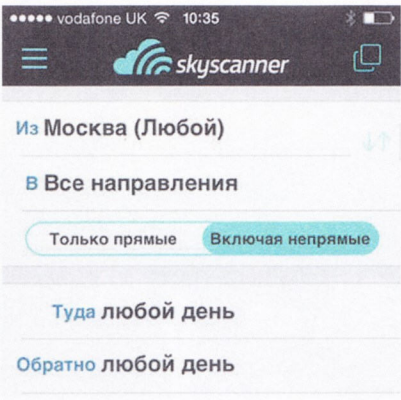 vodafone UK 10:35
skyscanner
Из Москва (Любой)
В Все направления
Только прямые Включая непрямые
Туда любой день
Обратно любой день